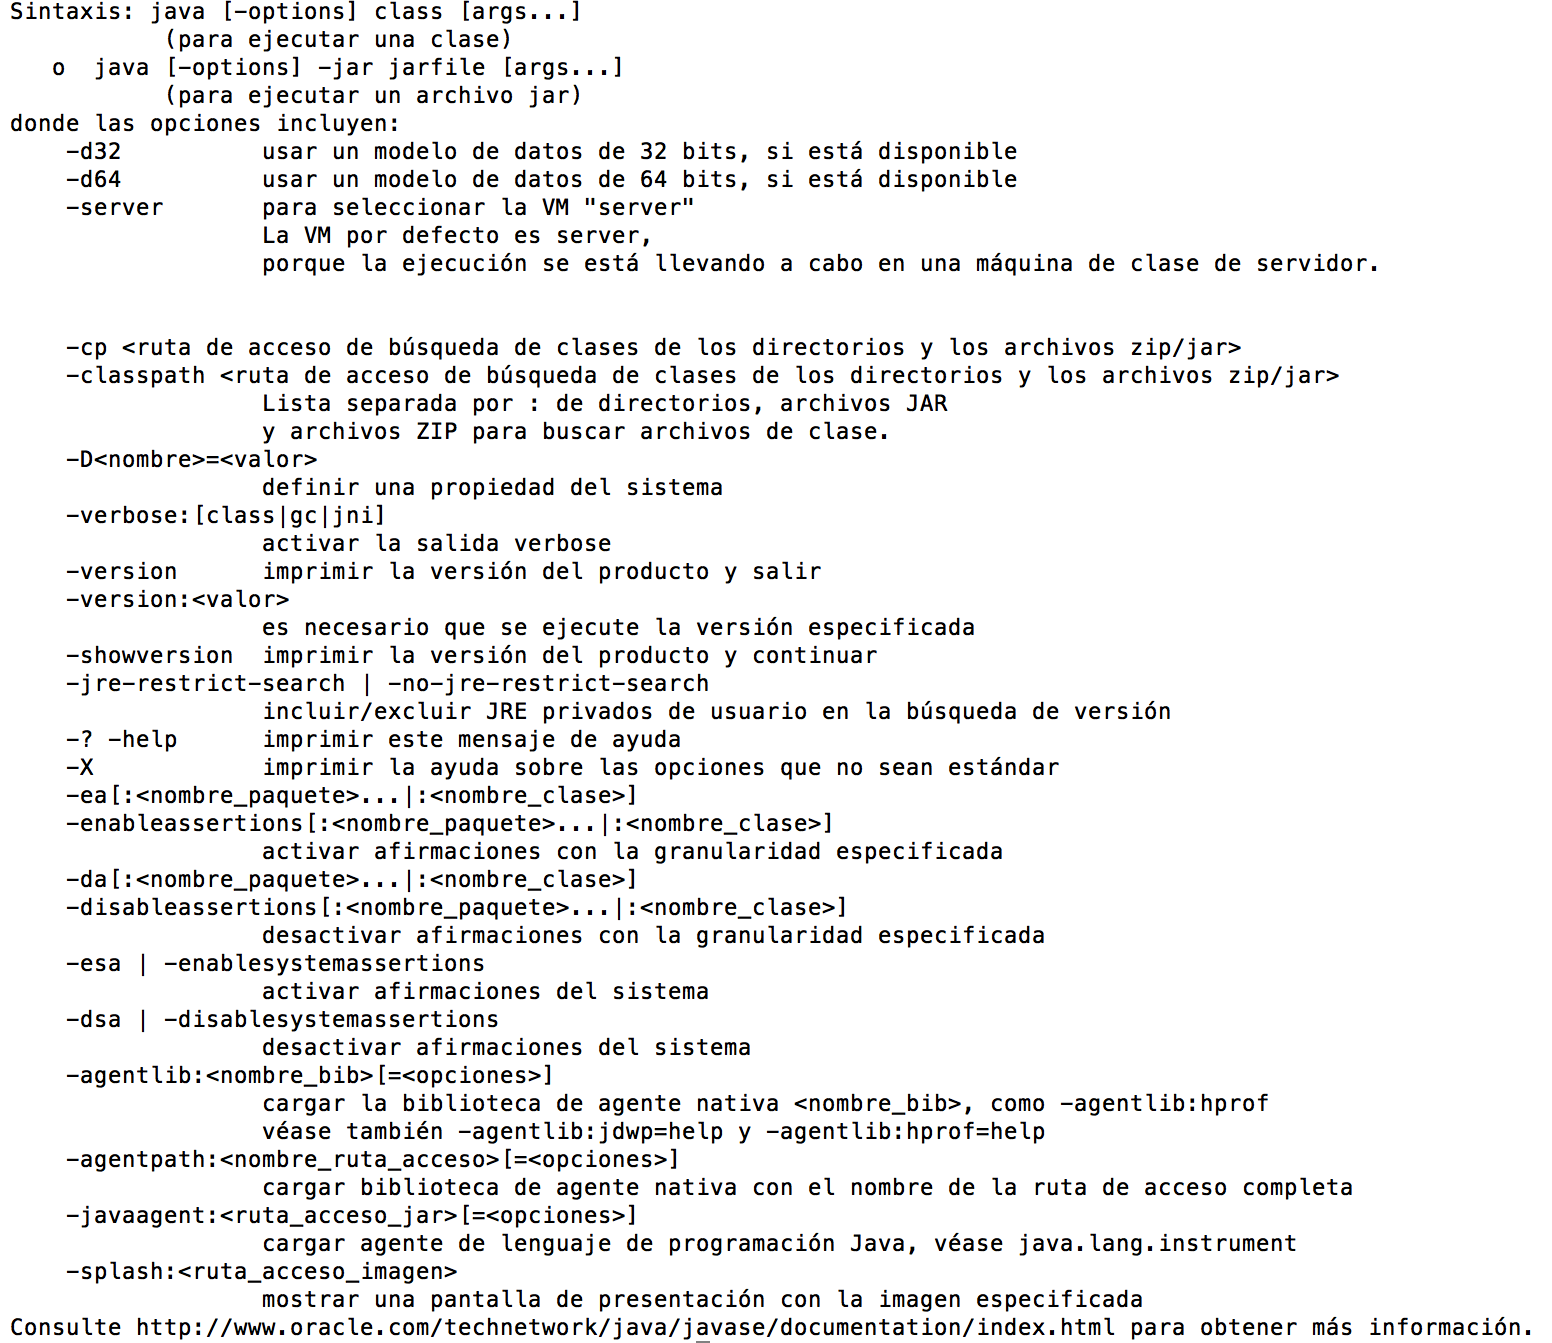 Sintaxis: java [-options] class [args...]
           (para ejecutar una clase)
   o  java [-options] -jar jarfile [args...]
           (para ejecutar un archivo jar)
donde las opciones incluyen:
    -d32          usar un modelo de datos de 32 bits, si está disponible
    -d64          usar un modelo de datos de 64 bits, si está disponible
    -server       para seleccionar la VM "server"
                  La VM por defecto es server,
                  porque la ejecución se está llevando a cabo en una máquina de clase de servidor.
    -cp <ruta de acceso de búsqueda de clases de los directorios y los archivos zip/jar>
    -classpath <ruta de acceso de búsqueda de clases de los directorios y los archivos zip/jar>
                  Lista separada por : de directorios, archivos JAR
                  y archivos ZIP para buscar archivos de clase.
    -D<nombre>=<valor>
                  definir una propiedad del sistema
    -verbose:[class|gc|jni]
                  activar la salida verbose
    -version      imprimir la versión del producto y salir
    -version:<valor>
                  es necesario que se ejecute la versión especificada
    -showversion  imprimir la versión del producto y continuar
    -jre-restrict-search | -no-jre-restrict-search
                  incluir/excluir JRE privados de usuario en la búsqueda de versión
    -? -help      imprimir este mensaje de ayuda
    -X            imprimir la ayuda sobre las opciones que no sean estándar
    -ea[:<nombre_paquete>...|:<nombre_clase>]
    -enableassertions[:<nombre_paquete>...|:<nombre_clase>]
                  activar afirmaciones con la granularidad especificada
    -da[:<nombre_paquete>...|:<nombre_clase>]
    -disableassertions[:<nombre_paquete>...|:<nombre_clase>]
                  desactivar afirmaciones con la granularidad especificada
    -esa | -enablesystemassertions
                  activar afirmaciones del sistema
    -dsa | -disablesystemassertions
                  desactivar afirmaciones del sistema
    -agentlib:<nombre_bib>[=<opciones>]
                  cargar la biblioteca de agente nativa <nombre_bib>, como -agentlib:hprof
                  véase también -agentlib:jdwp=help y -agentlib:hprof=help
    -agentpath:<nombre_ruta_acceso>[=<opciones>]
                  cargar biblioteca de agente nativa con el nombre de la ruta de acceso completa
    -javaagent:<ruta_acceso_jar>[=<opciones>]
                  cargar agente de lenguaje de programación Java, véase java.lang.instrument
    -splash:<ruta_acceso_imagen>
                  mostrar una pantalla de presentación con la imagen especificada
Consulte http://www.oracle.com/technetwork/java/javase/documentation/index.html para obtener más información.